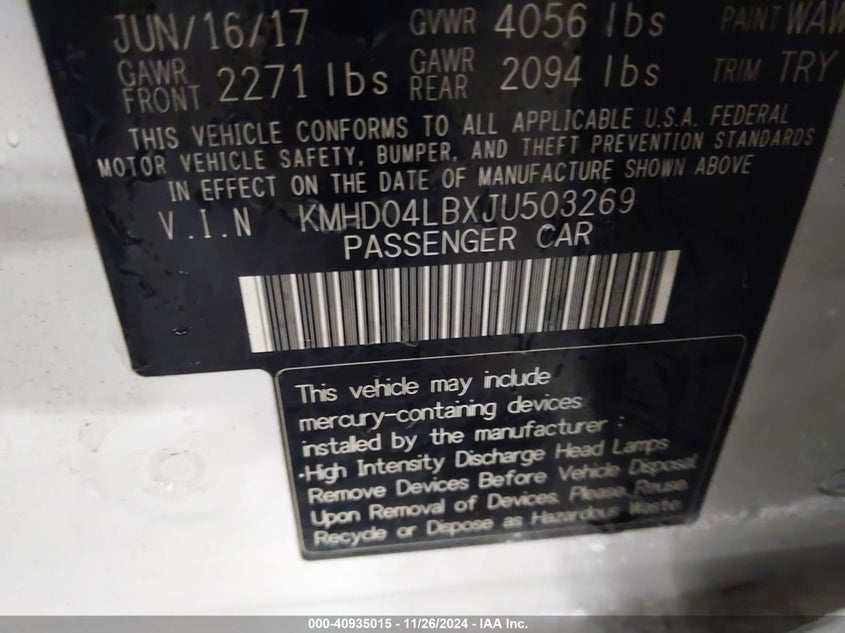 JUN/16/17 GVWR 4056 lbs PAINT WAW
GAWR FRONT 2271 lbs GAWR REAR 2094 lbs TRIM TRY
THIS VEHICLE CONFORMS TO ALL APPLICABLE U.S.A. FEDERAL
MOTOR VEHICLE SAFETY, BUMPER, AND THEFT PREVENTION STANDARDS
IN EFFECT ON THE DATE OF MANUFACTURE SHOWN ABOVE
V.I.N KMHD04LBXJU503269
PASSENGER CAR
This vehicle may include
mercury-containing devices
installed by the manufacturer :
•High Intensity Discharge Head Lamps
Remove Devices Before Vehicle Disposal.
Upon Removal of Devices Please Reuse,
Recycle or Dispose as Hazardous Waste
000-40935015 - 11/26/2024 - IAA Inc.